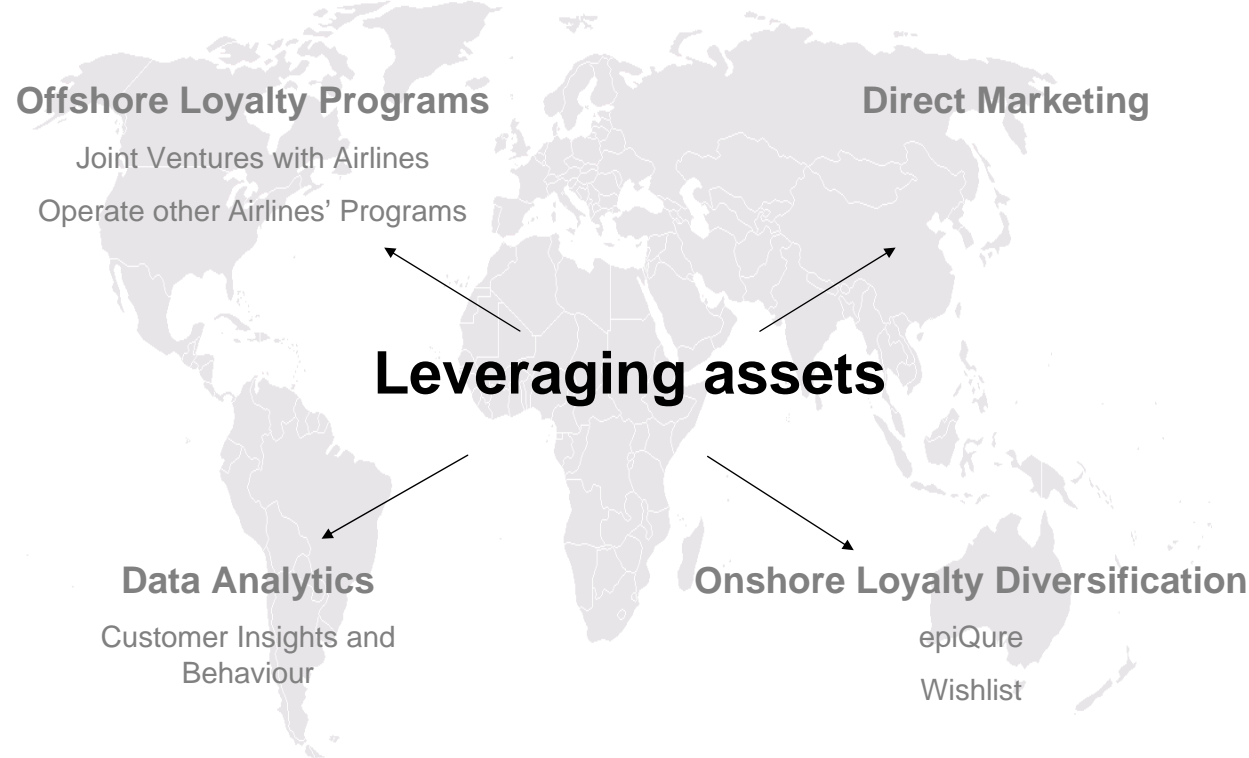 Offshore Loyalty Programs
Joint Ventures with Airlines
Operate other Airlines’ Programs
Direct Marketing
Leveraging assets
Data Analytics
Customer Insights and
Behaviour
Onshore Loyalty Diversification
epiQure
Wishlist